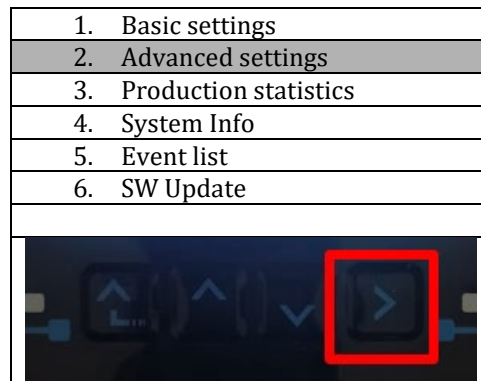 1. Basic settings
2. Advanced settings
3. Production statistics
4. System Info
5. Event list
6. SW Update